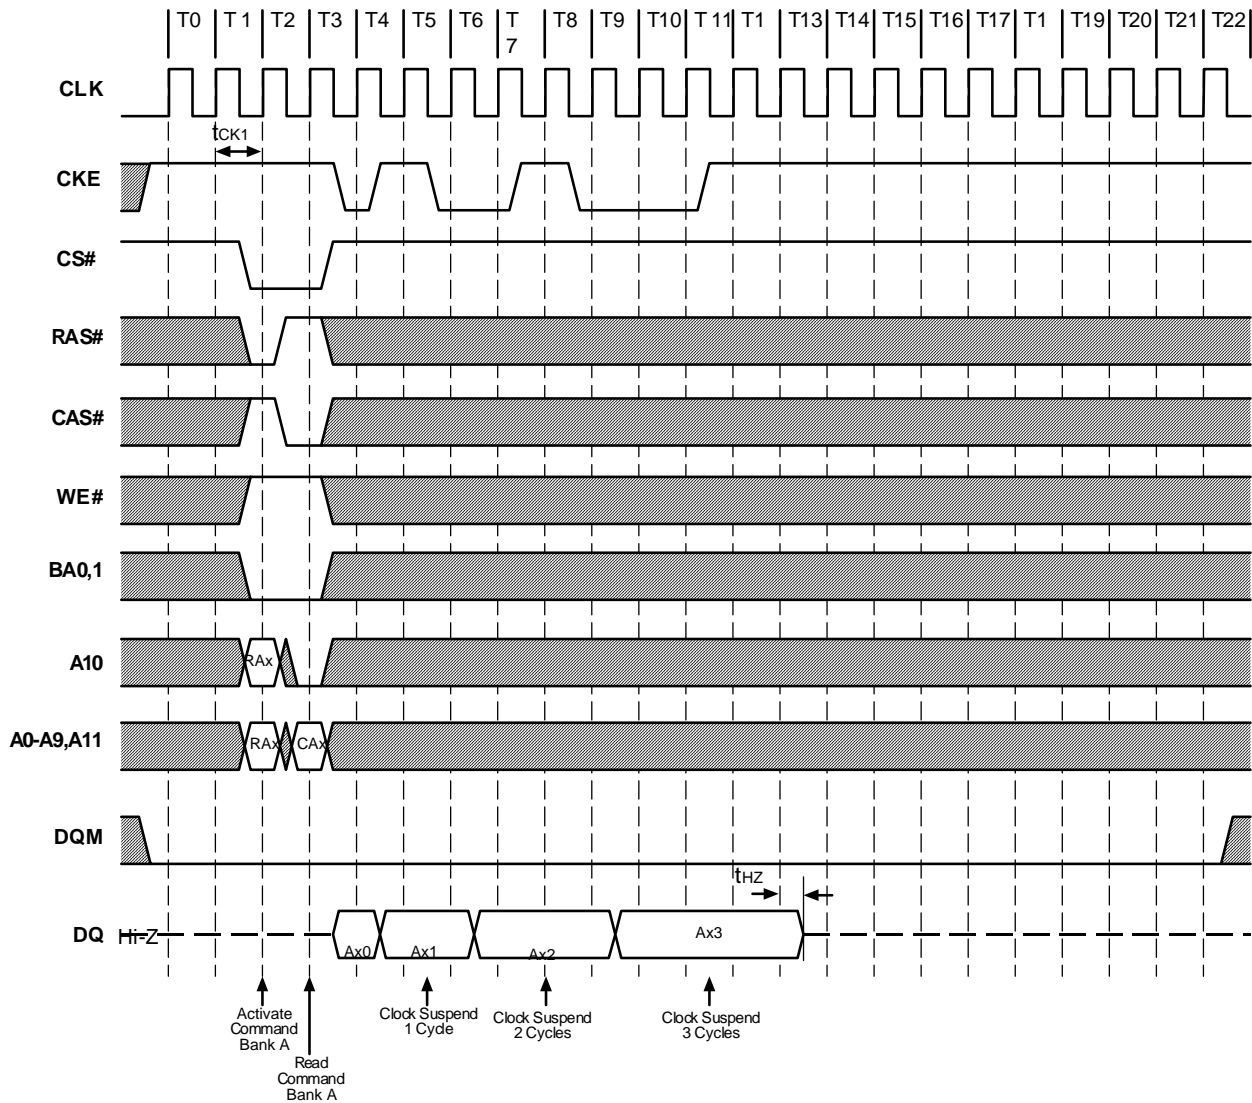 T0 T 1 T2 T3 T4 T5 T6 T 7 T8 T9 T10 T 11 T1 T13 T14 T15 T16 T17 T1 T19 T20 T21 T22
CLK
tCK1
CKE
CS#
RAS#
CAS#
WE#
BA0,1
A10 RAx
A0-A9,A11 RAx CAx
DQM
tHZ
DQ Hi-Z Ax0 Ax1 Ax2 Ax3
Activate
Command
Bank A
Read
Command
Bank A
Clock Suspend
1 Cycle
Clock Suspend
2 Cycles
Clock Suspend
3 Cycles